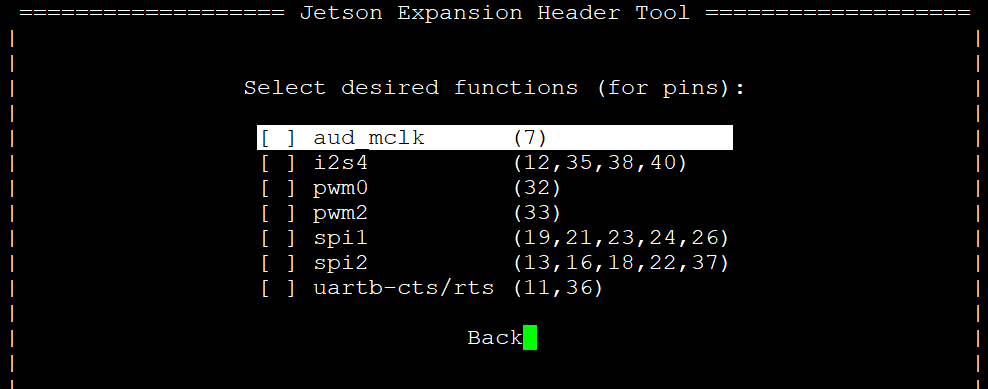 =================== Jetson Expansion Header Tool ===================
Select desired functions (for pins):
[ ] aud_mclk (7)
[ ] i2s4 (12,35,38,40)
[ ] pwm0 (32)
[ ] pwm2 (33)
[ ] spi1 (19,21,23,24,26)
[ ] spi2 (13,16,18,22,37)
[ ] uartb-cts/rts (11,36)
Back